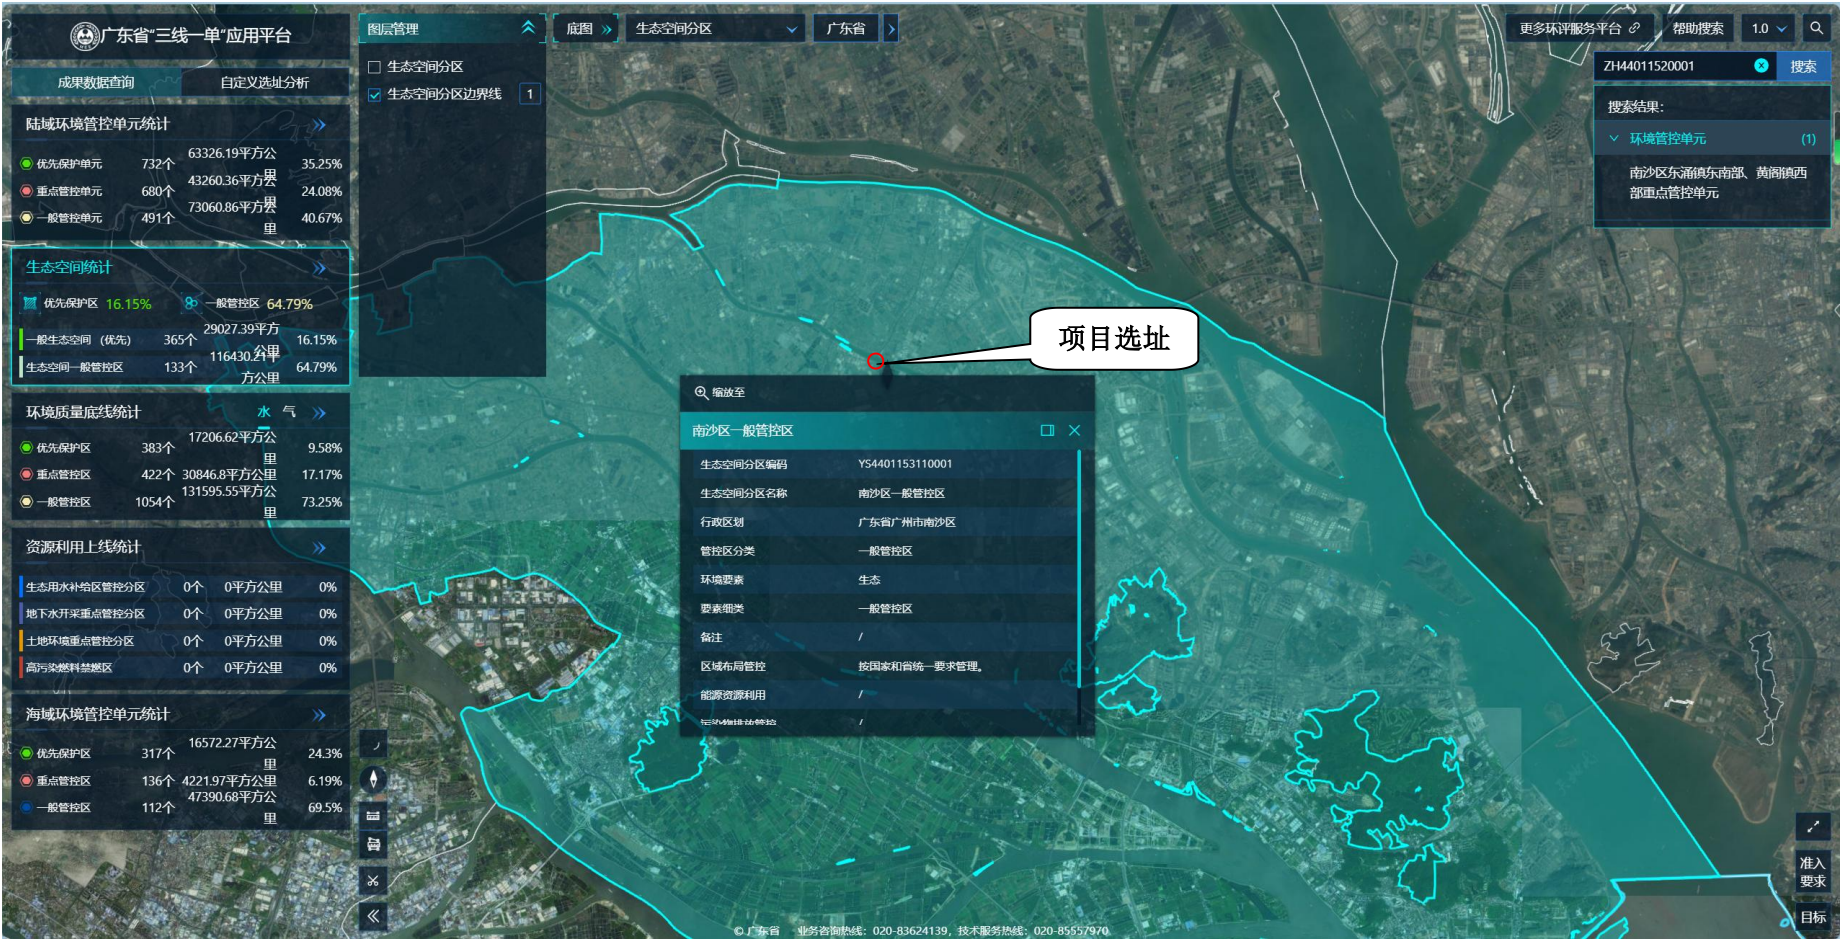 广东省“三线一单”应用平台
成果数据查询
自定义选址分析
陆域环境管控单元统计
优先保护单元 732个 63326.19平方公里 35.25%
重点管控单元 680个 43260.36平方公里 24.08%
一般管控单元 491个 73060.86平方公里 40.67%
生态空间统计
优先保护区 16.15% 一般管控区 64.79%
一般生态空间 (优先) 365个 29027.39平方公里 16.15%
生态空间一般管控区 133个 116430.21平方公里 64.79%
环境质量底线统计 水 气
优先保护区 383个 17206.62平方公里 9.58%
重点管控区 422个 30846.8平方公里 17.17%
一般管控区 1054个 131595.55平方公里 73.25%
资源利用上线统计
生态用水补给区管控分区 0个 0平方公里 0%
地下水开采重点管控分区 0个 0平方公里 0%
土地环境重点管控分区 0个 0平方公里 0%
高污染燃料禁燃区 0个 0平方公里 0%
海域环境管控单元统计
优先保护区 317个 16572.27平方公里 24.3%
重点管控区 136个 4221.97平方公里 6.19%
一般管控区 112个 47390.68平方公里 69.5%
图层管理
生态空间分区
生态空间分区边界线 1
底图
生态空间分区
广东省
更多环评服务平台
帮助搜索
1.0
ZH44011520001
搜索
搜索结果:
环境管控单元 (1)
南沙区东涌镇东南部、黄阁镇西
部重点管控单元
项目选址
缩放至
南沙区一般管控区
生态空间分区编码 YS4401153110001
生态空间分区名称 南沙区一般管控区
行政区划 广东省广州市南沙区
管控区分类 一般管控区
环境要素 生态
要素细类 一般管控区
备注 /
区域布局管控 按国家和省统一要求管理。
能源资源利用 /
污染物排放管控 /
准入
要求
目标
© 广东省 业务咨询热线：020-83624139，技术服务热线：020-85557970